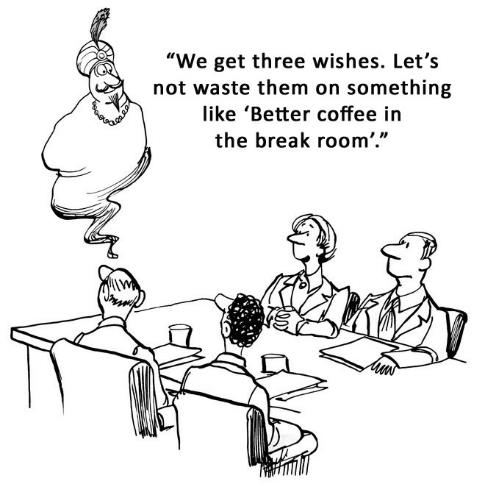 “We get three wishes. Let’s
not waste them on something
like ‘Better coffee in
the break room’.”